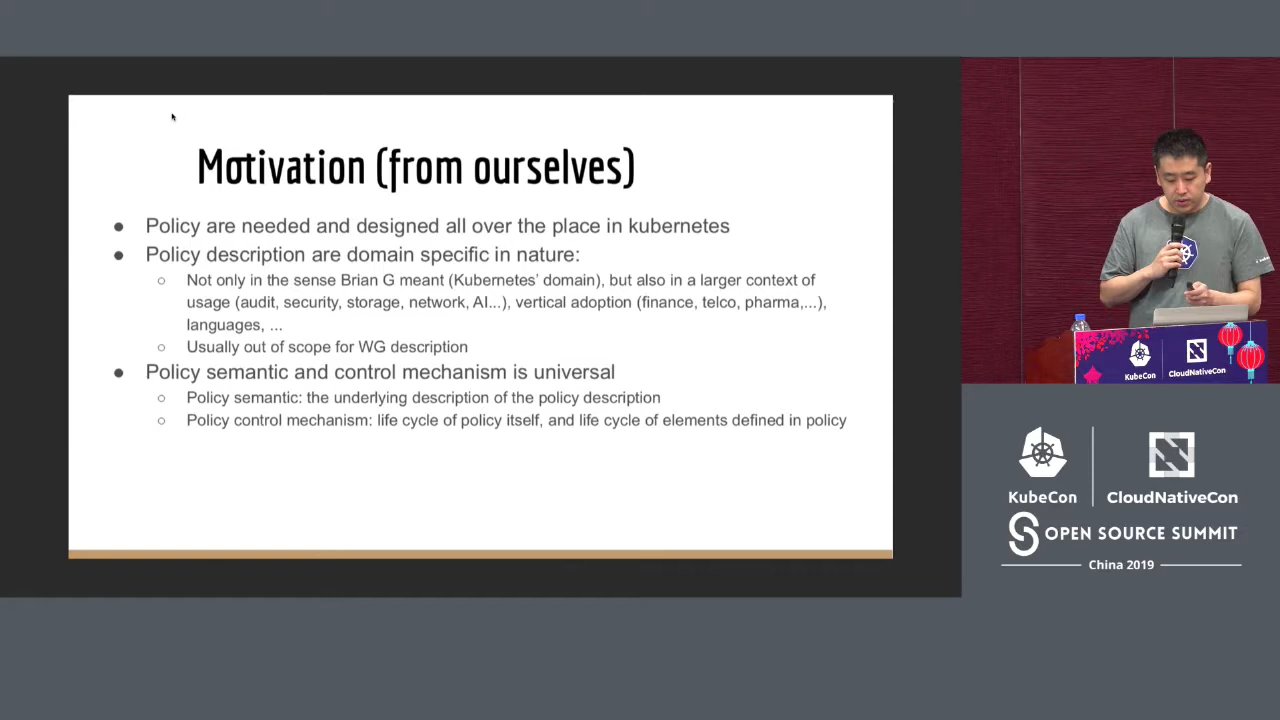 Motivation (from ourselves)
● Policy are needed and designed all over the place in kubernetes
● Policy description are domain specific in nature:
○ Not only in the sense Brian G meant (Kubernetes’ domain), but also in a larger context of
usage (audit, security, storage, network, AI...), vertical adoption (finance, telco, pharma,...),
languages, ...
○ Usually out of scope for WG description
● Policy semantic and control mechanism is universal
○ Policy semantic: the underlying description of the policy description
○ Policy control mechanism: life cycle of policy itself, and life cycle of elements defined in policy
KubeCon
CloudNativeCon
KubeCon
CloudNativeCon
OPEN SOURCE SUMMIT
China 2019